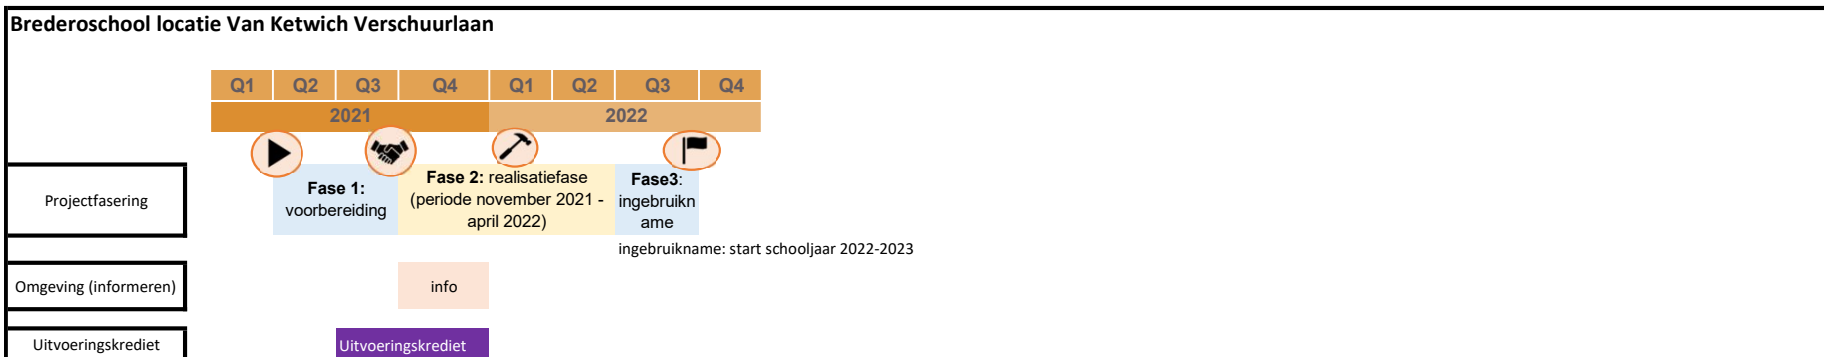 Brederoschool locatie Van Ketwich Verschuurlaan
Q1 Q2 Q3 Q4 Q1 Q2 Q3 Q4
2021 2022
Projectfasering
Fase 1:
voorbereiding
Fase 2: realisatiefase
(periode november 2021 -
april 2022)
Fase3:
ingebruikn
ame
ingebruikname: start schooljaar 2022-2023
Omgeving (informeren)
info
Uitvoeringskrediet
Uitvoeringskrediet